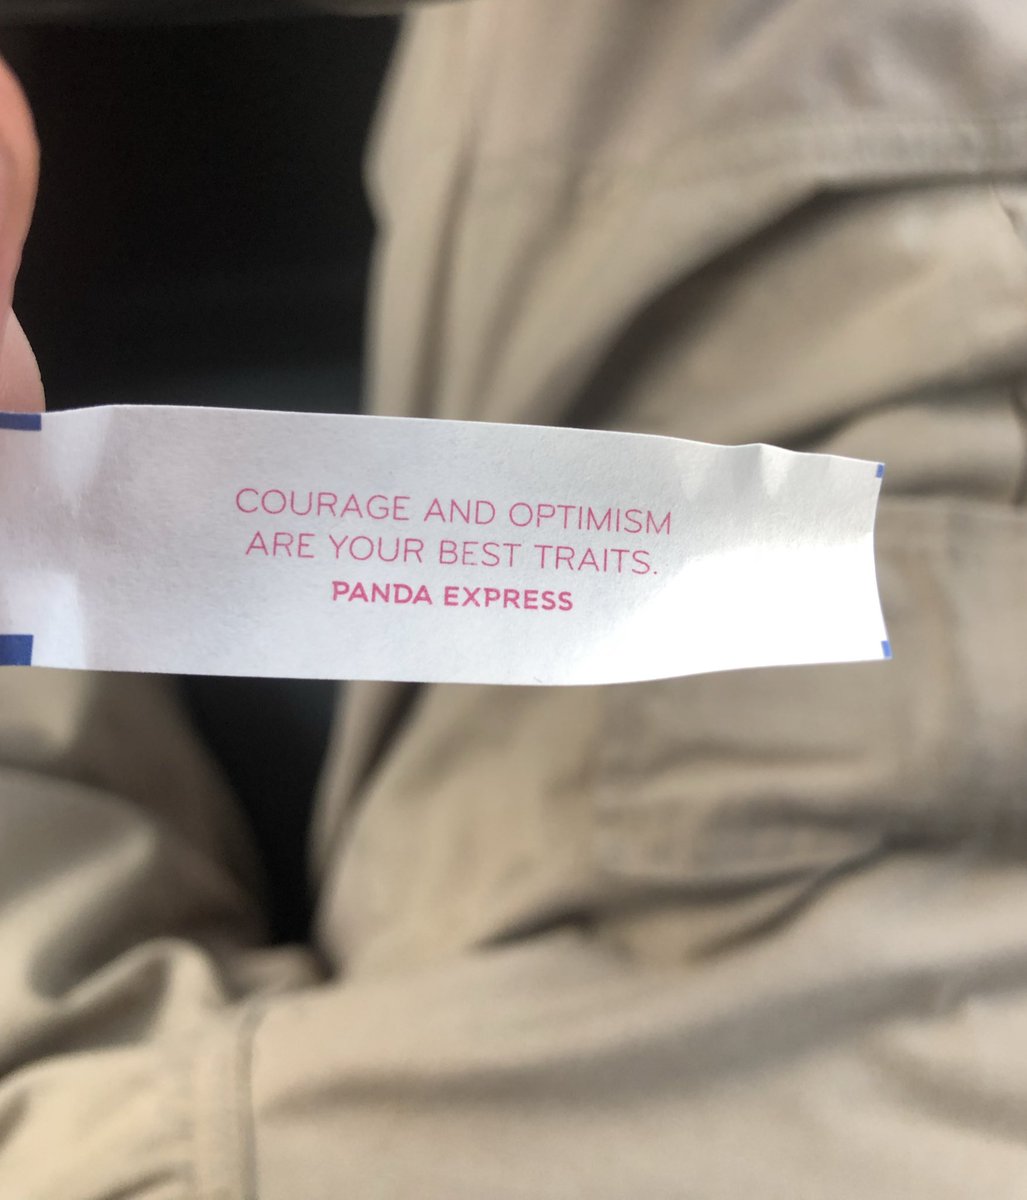 COURAGE AND OPTIMISM
ARE YOUR BEST TRAITS.
PANDA EXPRESS